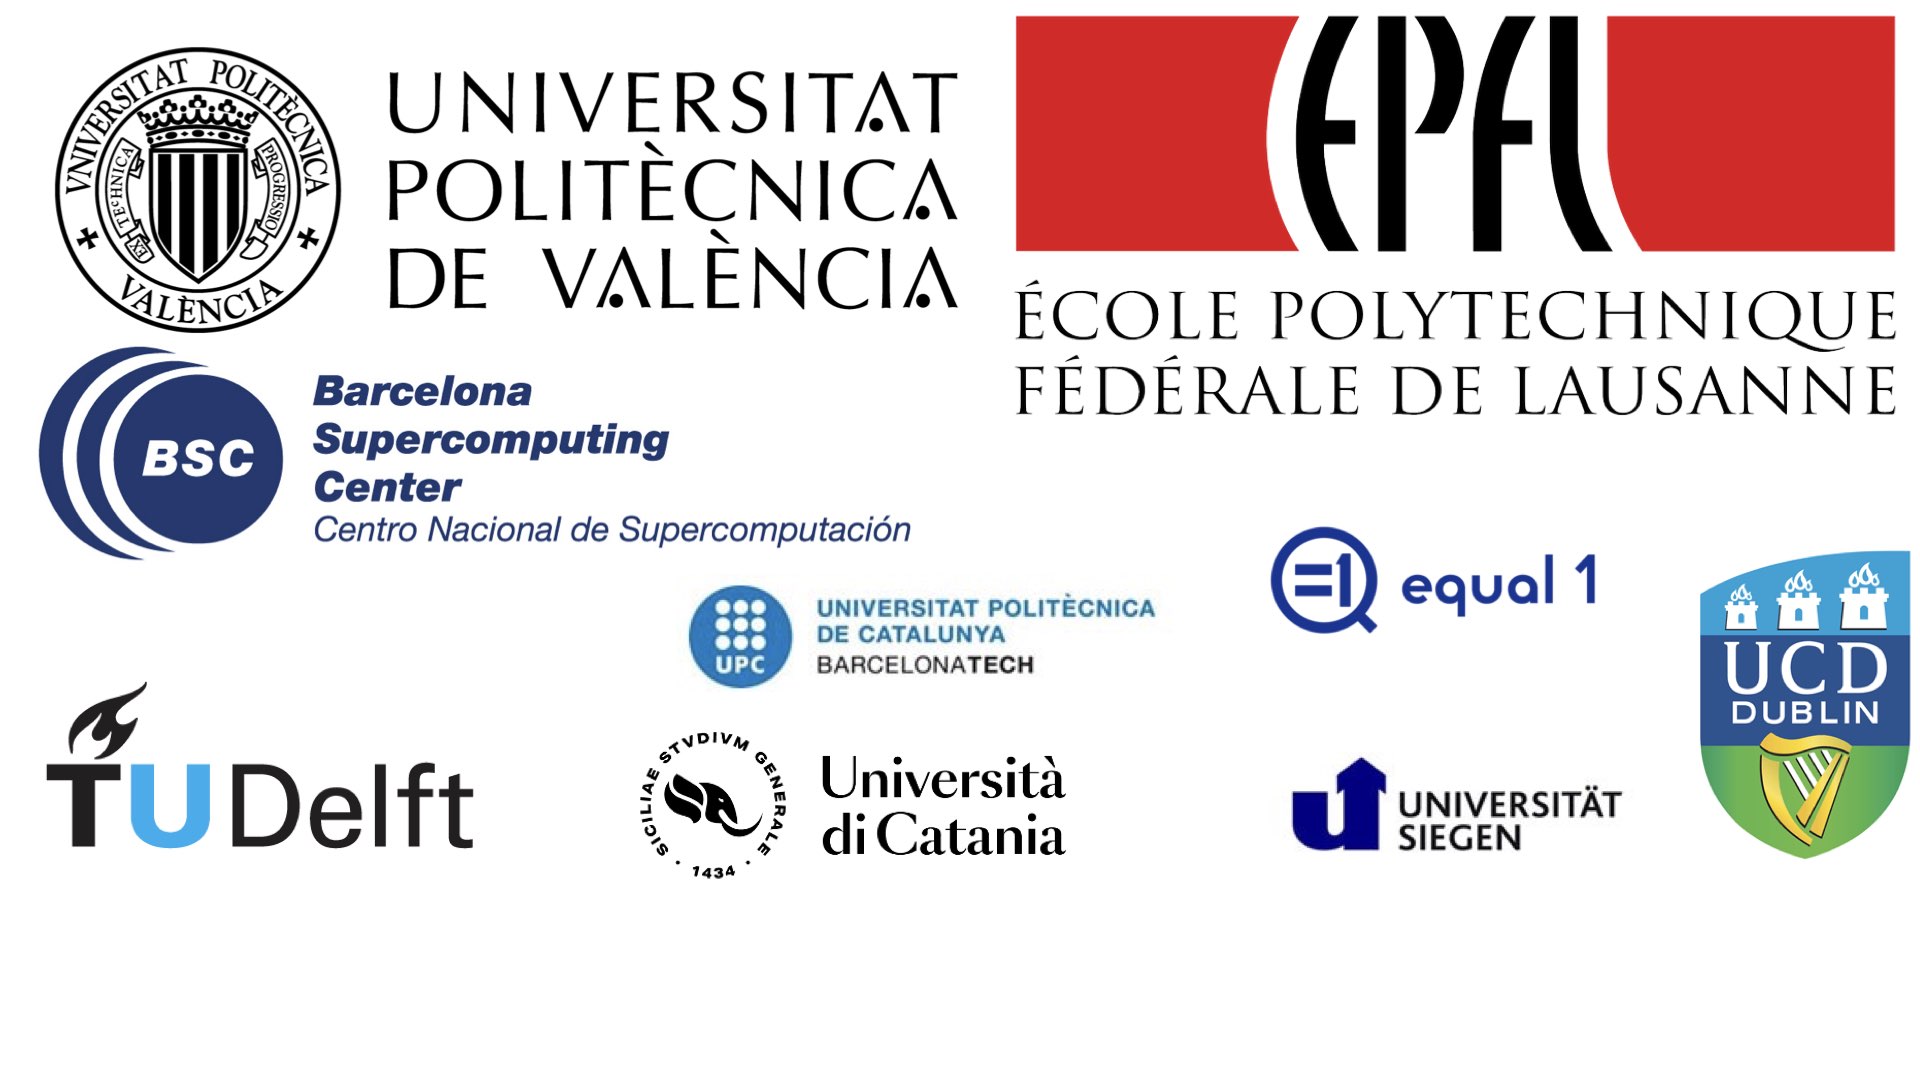 VNIVERSITAT POLITÈCNICA
EX TECHNICA
PROGRESSIO
VALÈNCIA
UNIVERSITAT
POLITÈCNICA
DE VALÈNCIA
EPFL
ÉCOLE POLYTECHNIQUE
FÉDÉRALE DE LAUSANNE
BSC
Barcelona
Supercomputing
Center
Centro Nacional de Supercomputación
UPC
UNIVERSITAT POLITÈCNICA
DE CATALUNYA
BARCELONATECH
=1
equal 1
UCD
DUBLIN
TUDelft
SICILIAE STVDIVM GENERALE
· 1434 ·
Università
di Catania
u
UNIVERSITÄT
SIEGEN